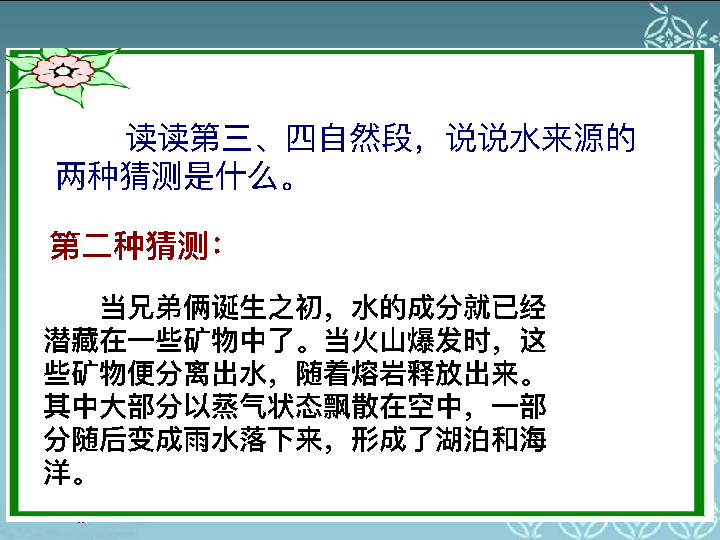 读读第三、四自然段，说说水来源的
两种猜测是什么。
第二种猜测：
当兄弟俩诞生之初，水的成分就已经
潜藏在一些矿物中了。当火山爆发时，这
些矿物便分离出水，随着熔岩释放出来。
其中大部分以蒸气状态飘散在空中，一部
分随后变成雨水落下来，形成了湖泊和海
洋。